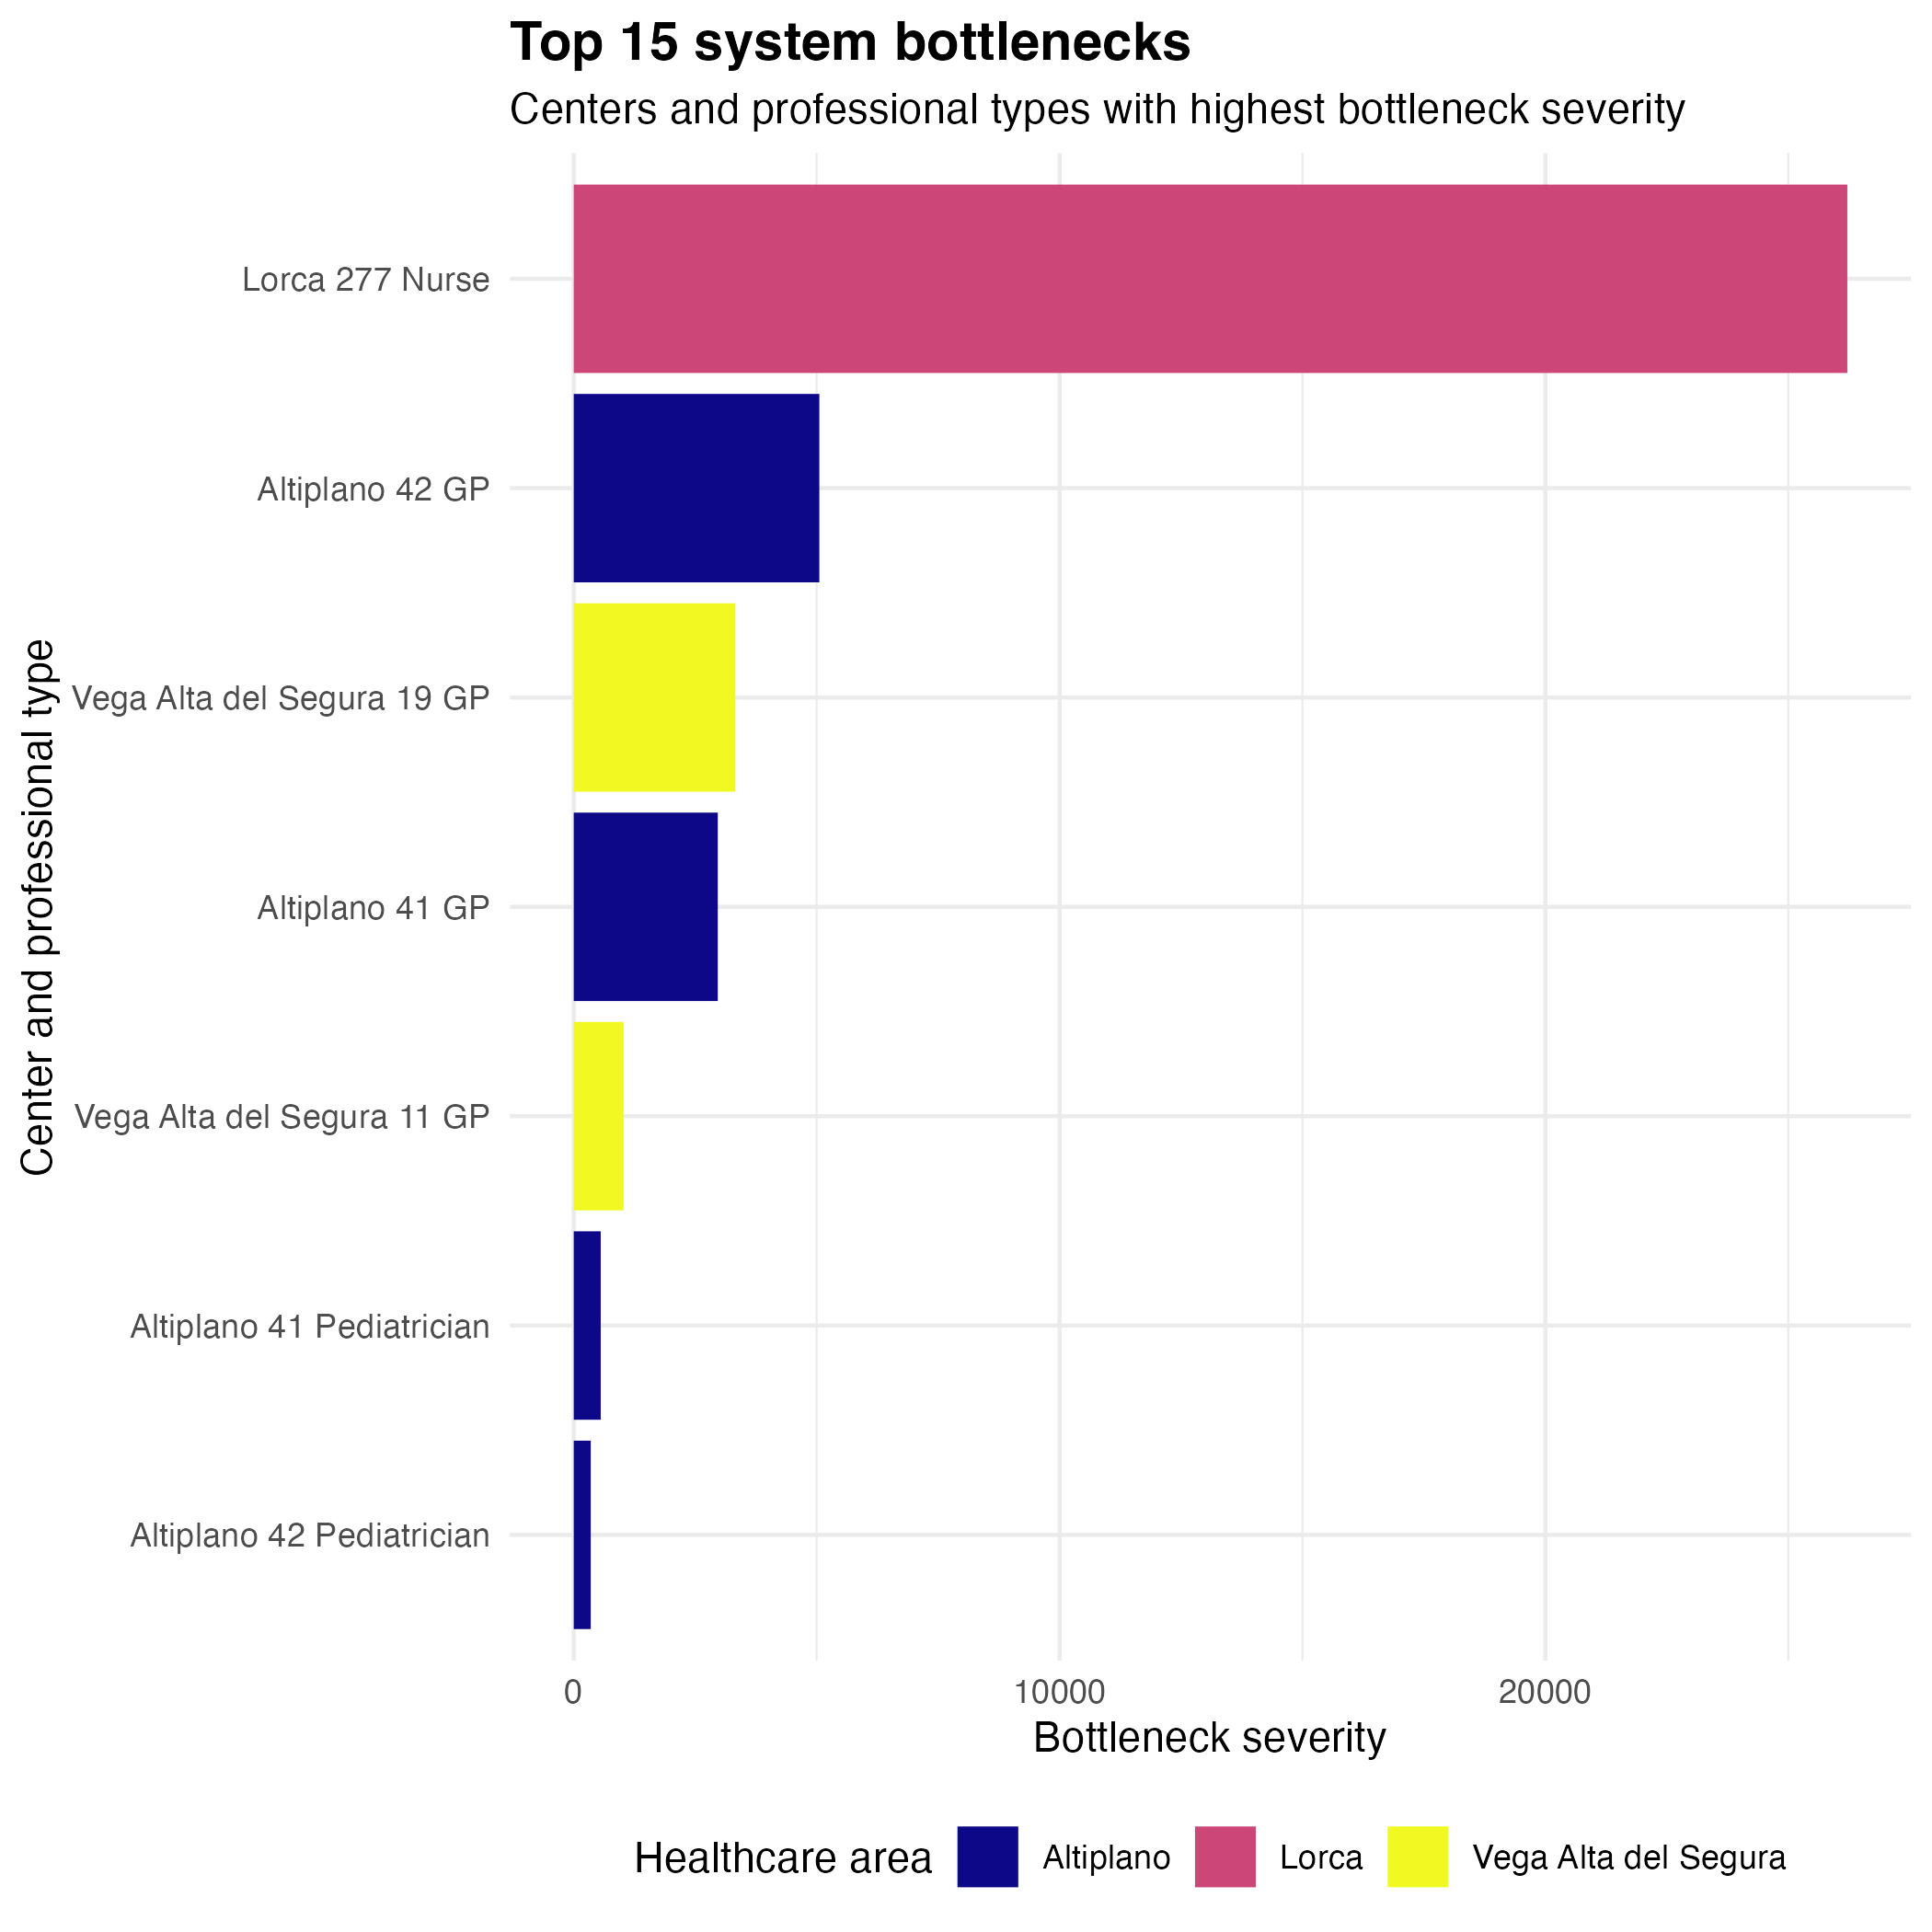 Top 15 system bottlenecks
Centers and professional types with highest bottleneck severity
Center and professional type
Lorca 277 Nurse
Altiplano 42 GP
Vega Alta del Segura 19 GP
Altiplano 41 GP
Vega Alta del Segura 11 GP
Altiplano 41 Pediatrician
Altiplano 42 Pediatrician
0 10000 20000
Bottleneck severity
Healthcare area Altiplano Lorca Vega Alta del Segura